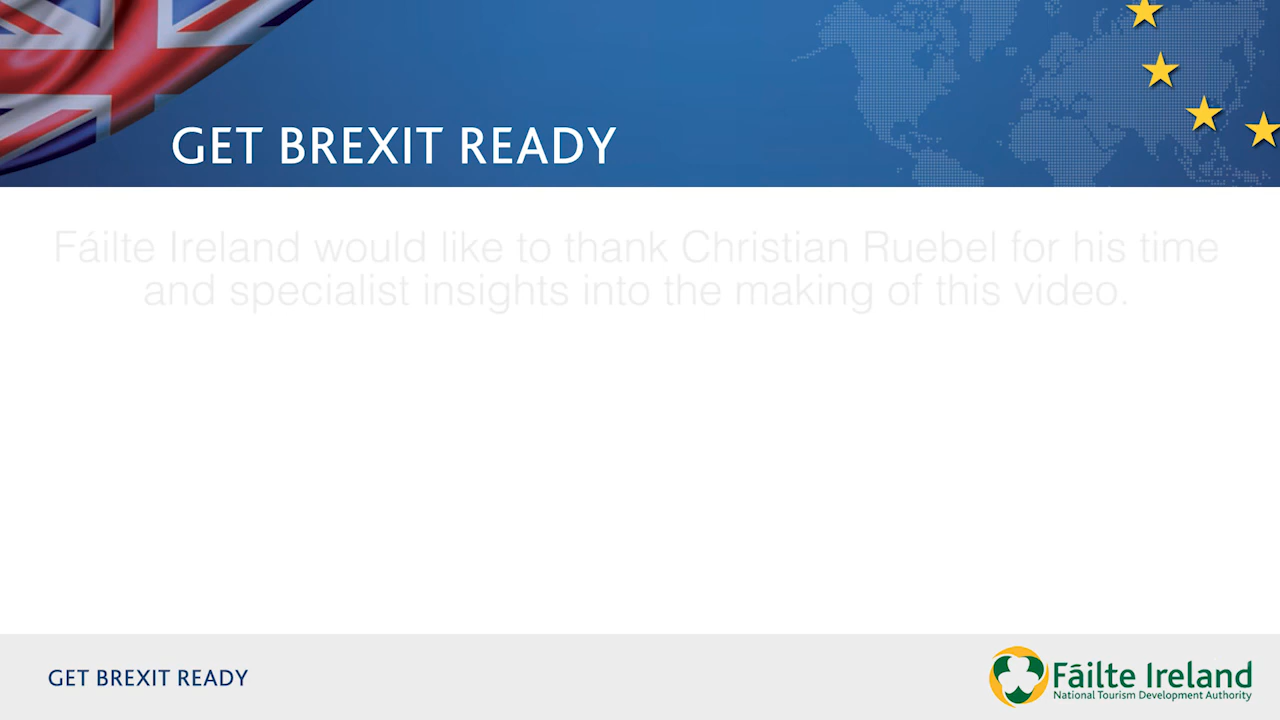 GET BREXIT READY
Fáilte Ireland would like to thank Christian Ruebel for his time
and specialist insights into the making of this video.
GET BREXIT READY
Fáilte Ireland
National Tourism Development Authority